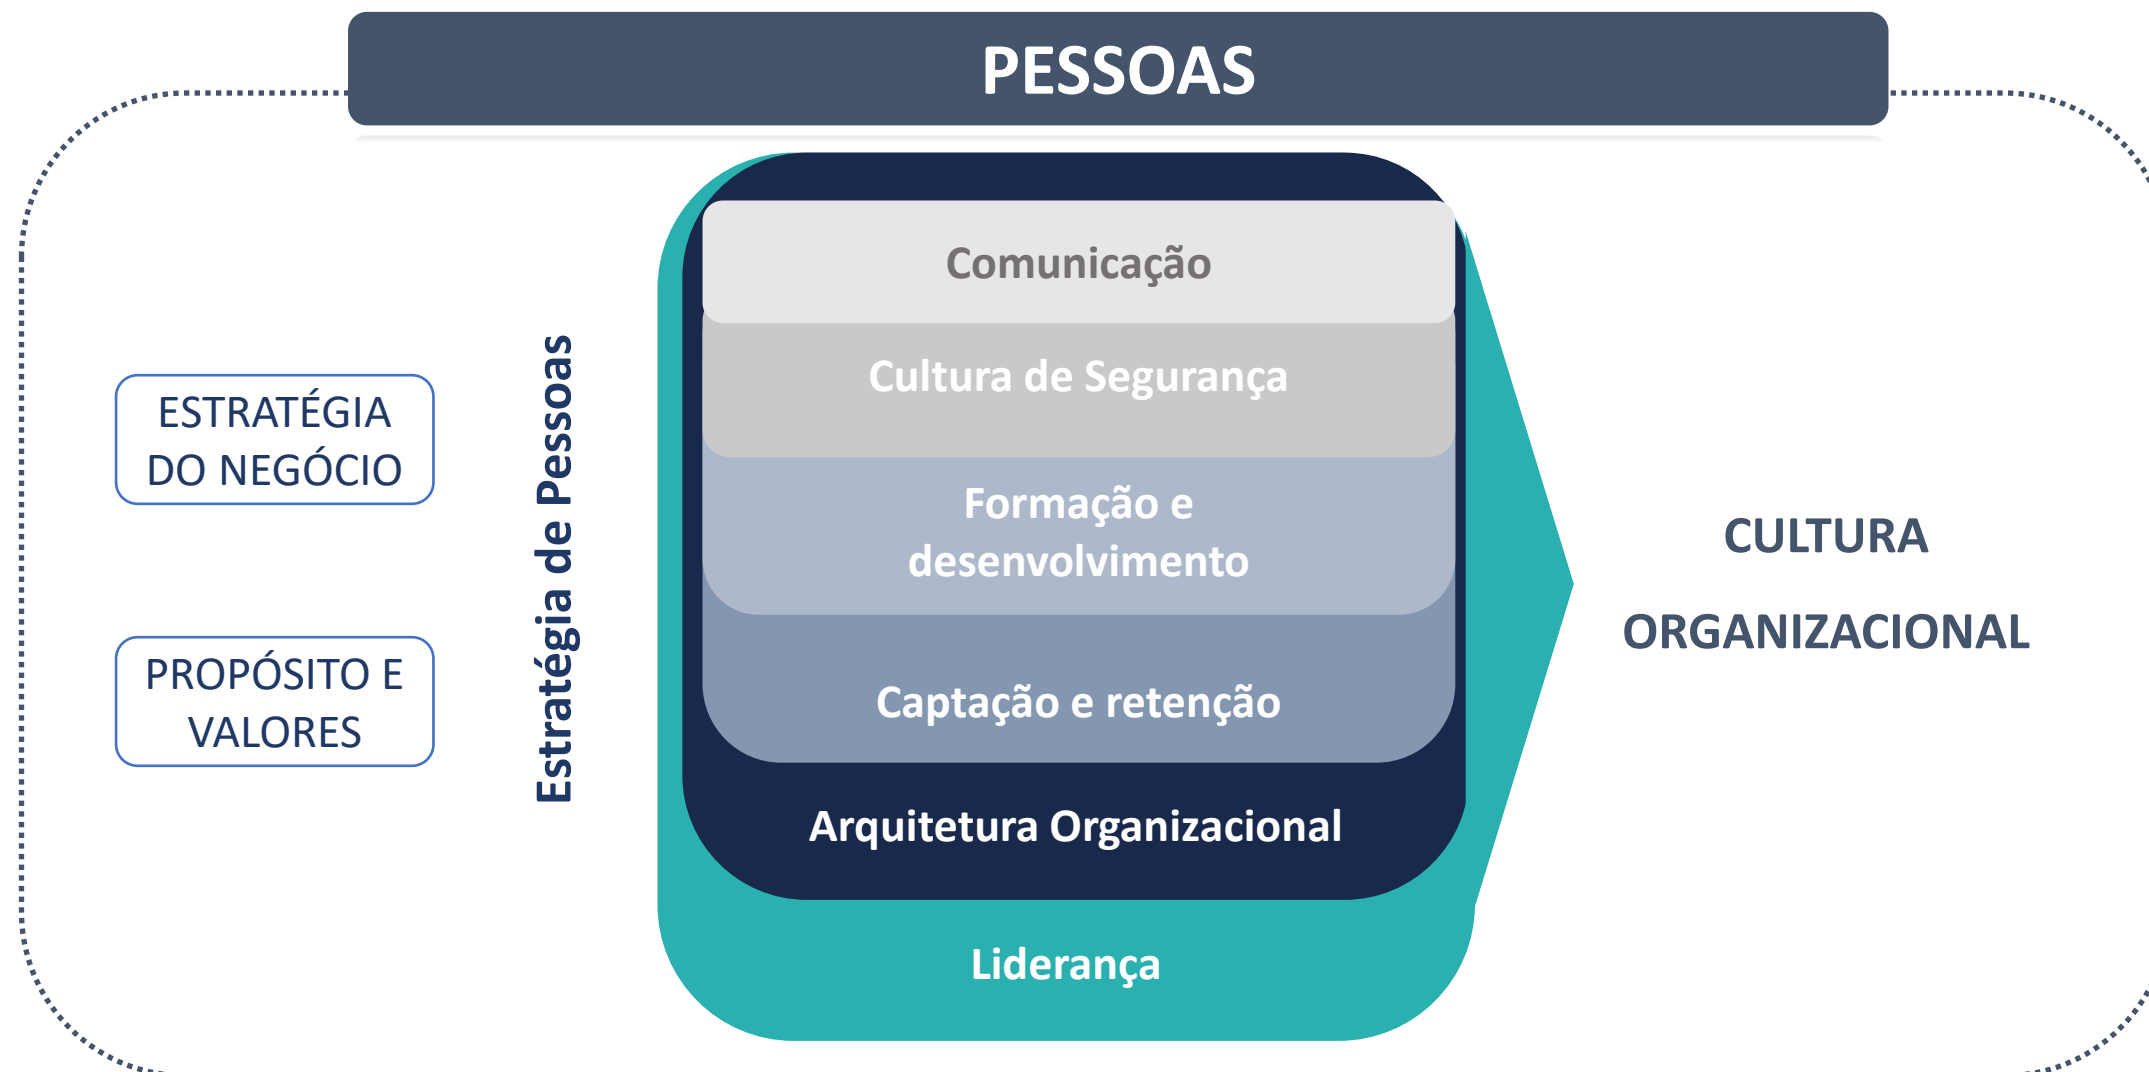 PESSOAS
ESTRATÉGIA
DO NEGÓCIO
PROPÓSITO E
VALORES
Estratégia de Pessoas
Comunicação
Cultura de Segurança
Formação e
desenvolvimento
Captação e retenção
Arquitetura Organizacional
Liderança
CULTURA
ORGANIZACIONAL